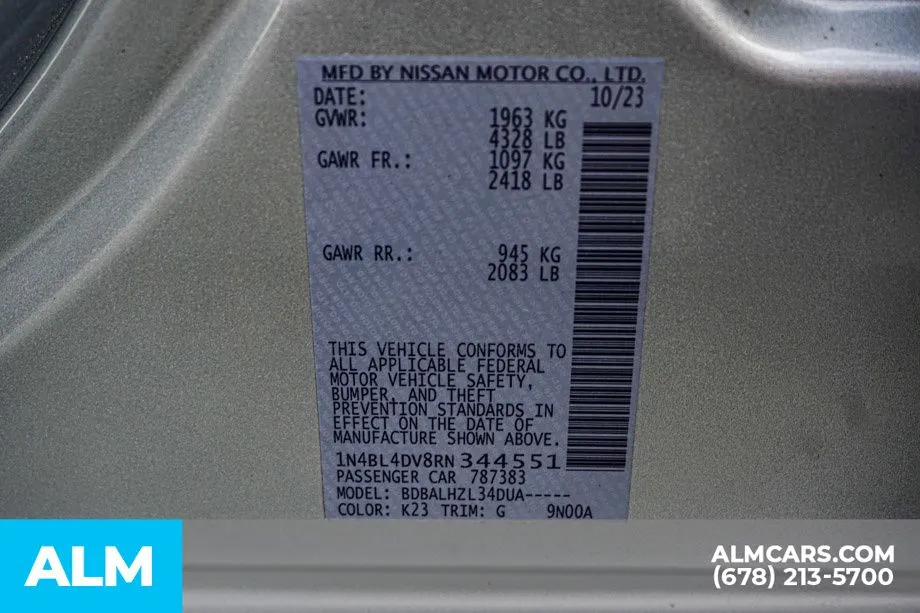 MFD BY NISSAN MOTOR CO., LTD.
DATE: 10/23
GVWR: 1963 KG
4328 LB
GAWR FR.: 1097 KG
2418 LB
GAWR RR.: 945 KG
2083 LB
THIS VEHICLE CONFORMS TO
ALL APPLICABLE FEDERAL
MOTOR VEHICLE SAFETY,
BUMPER, AND THEFT
PREVENTION STANDARDS IN
EFFECT ON THE DATE OF
MANUFACTURE SHOWN ABOVE.
1N4BL4DV8RN344551
PASSENGER CAR 787383
MODEL: BDBALHZL34DUA-----
COLOR: K23 TRIM: G 9N00A
ALM
ALMCARS.COM
(678) 213-5700